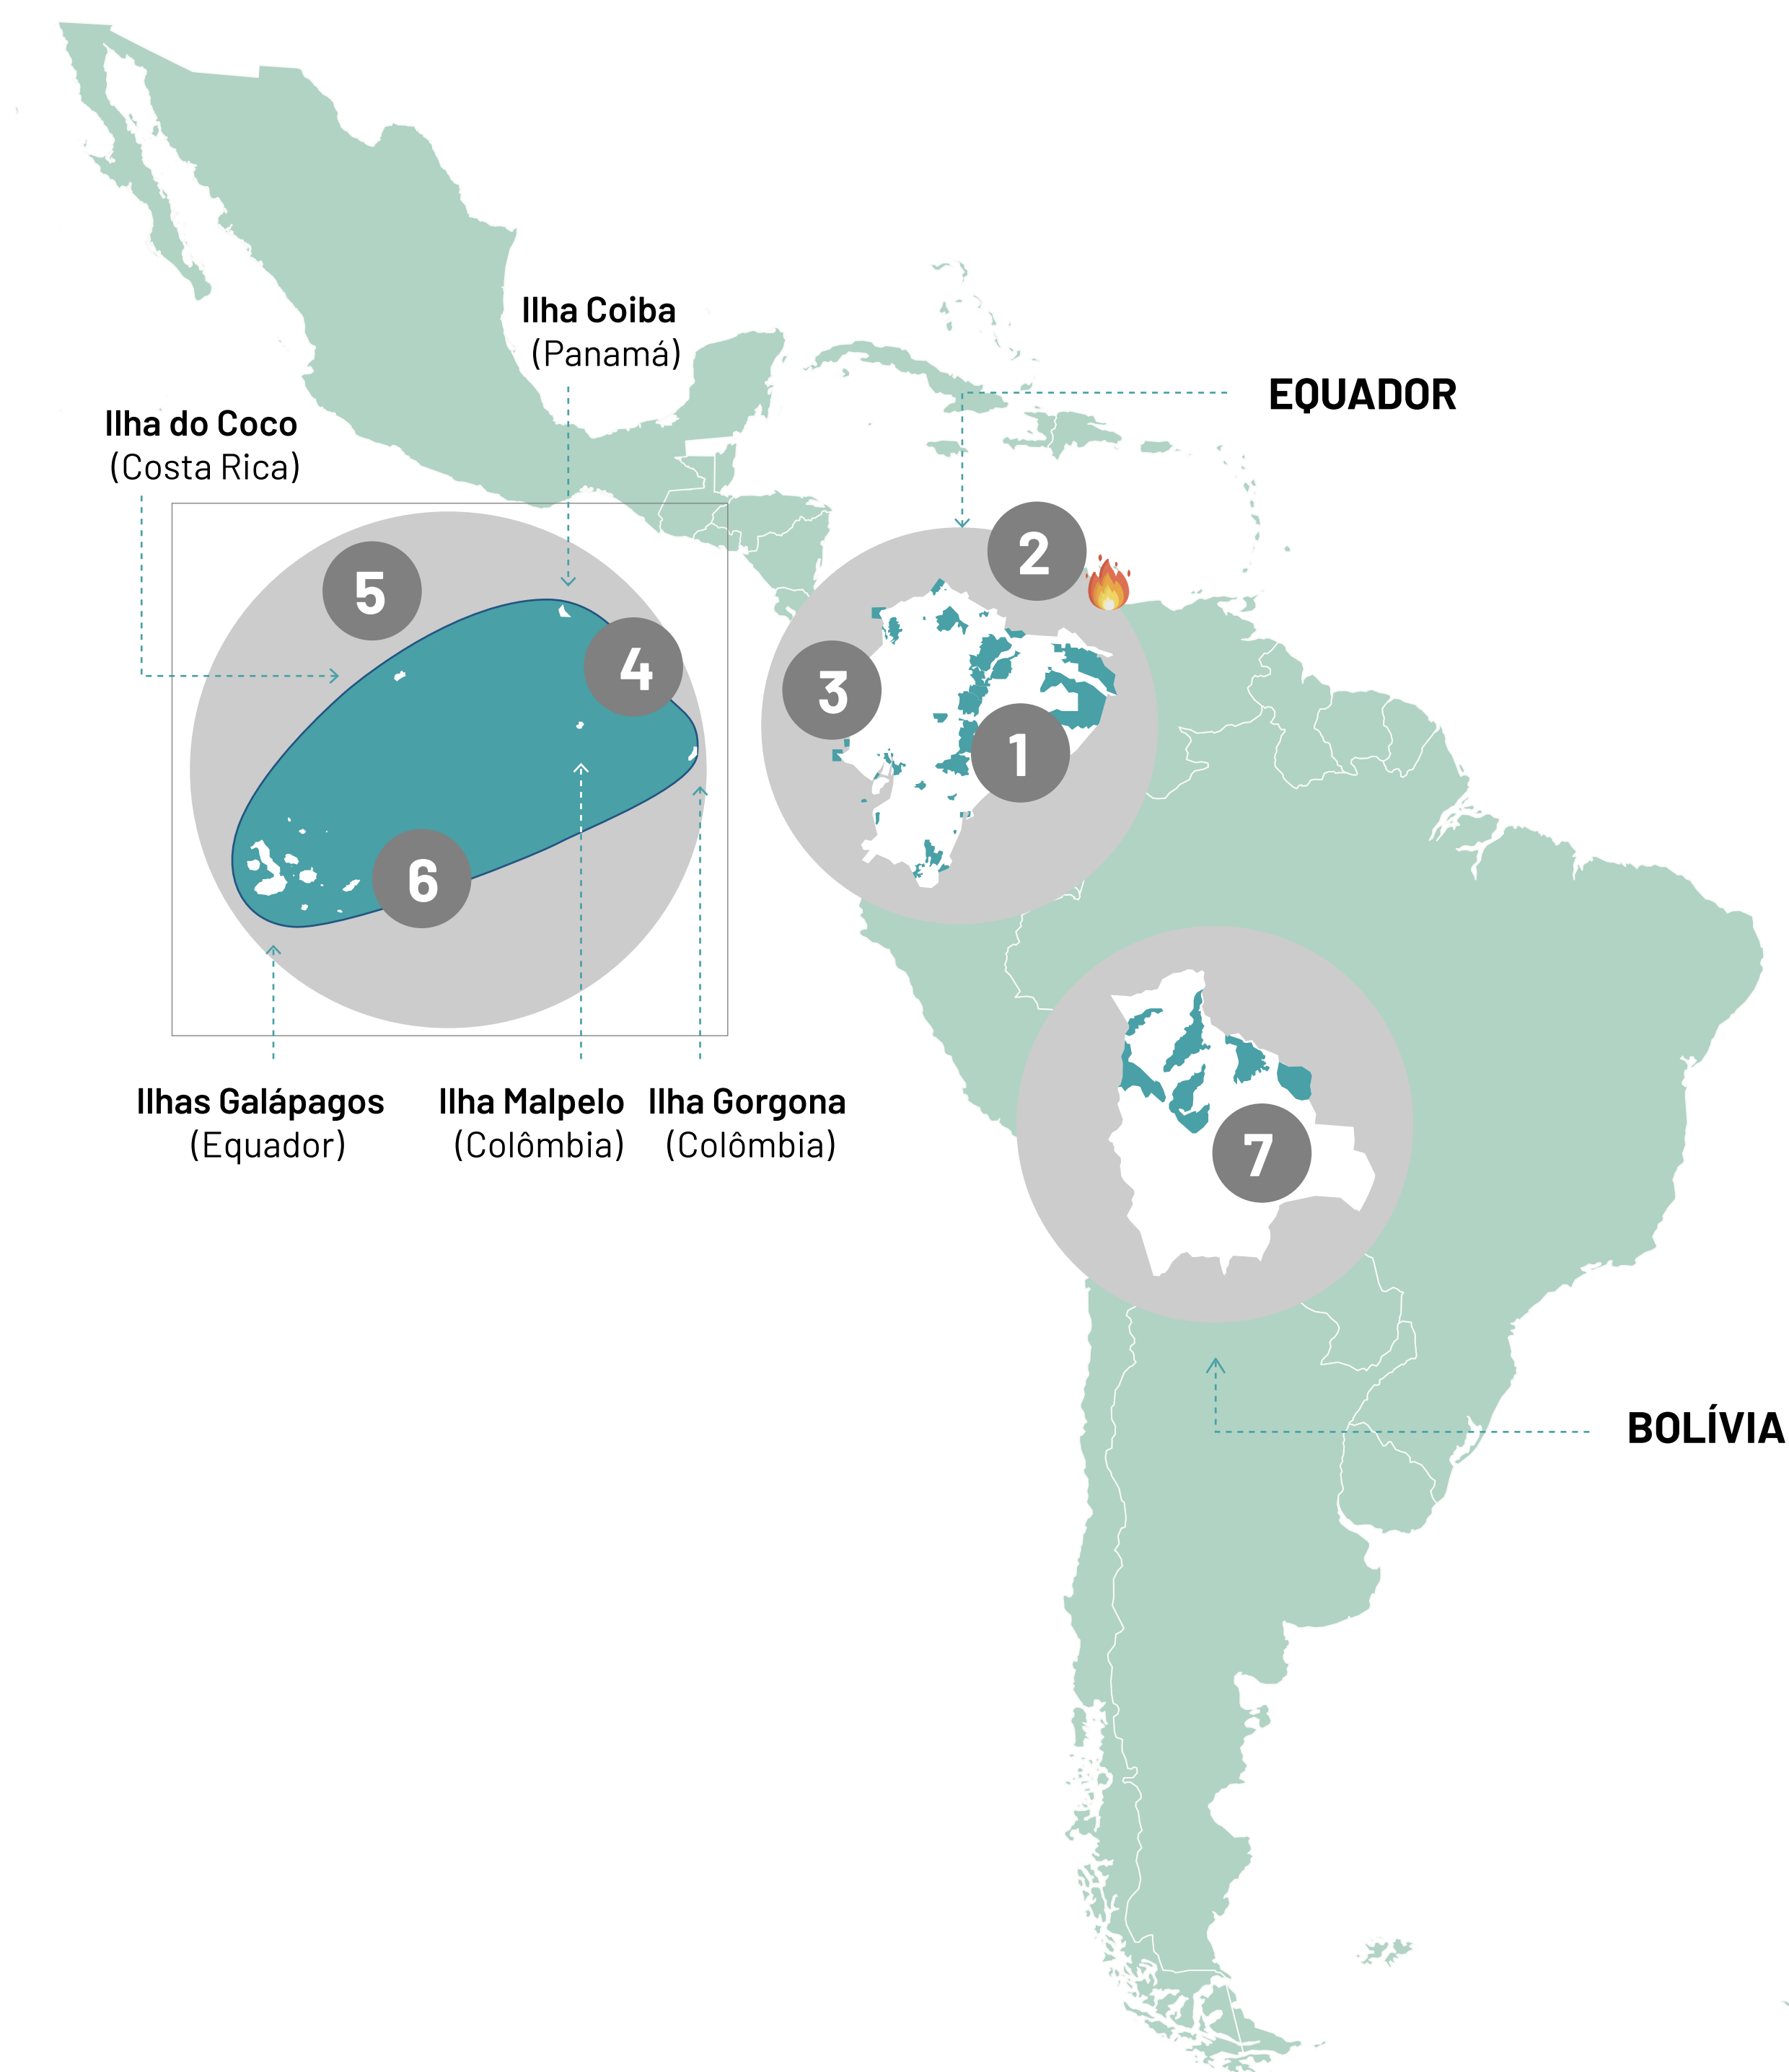 Ilha Coiba
(Panamá)
EQUADOR
Ilha do Coco
(Costa Rica)
2
5
4
3
1
6
Ilhas Galápagos
(Equador)
Ilha Malpelo
(Colômbia)
Ilha Gorgona
(Colômbia)
7
BOLÍVIA